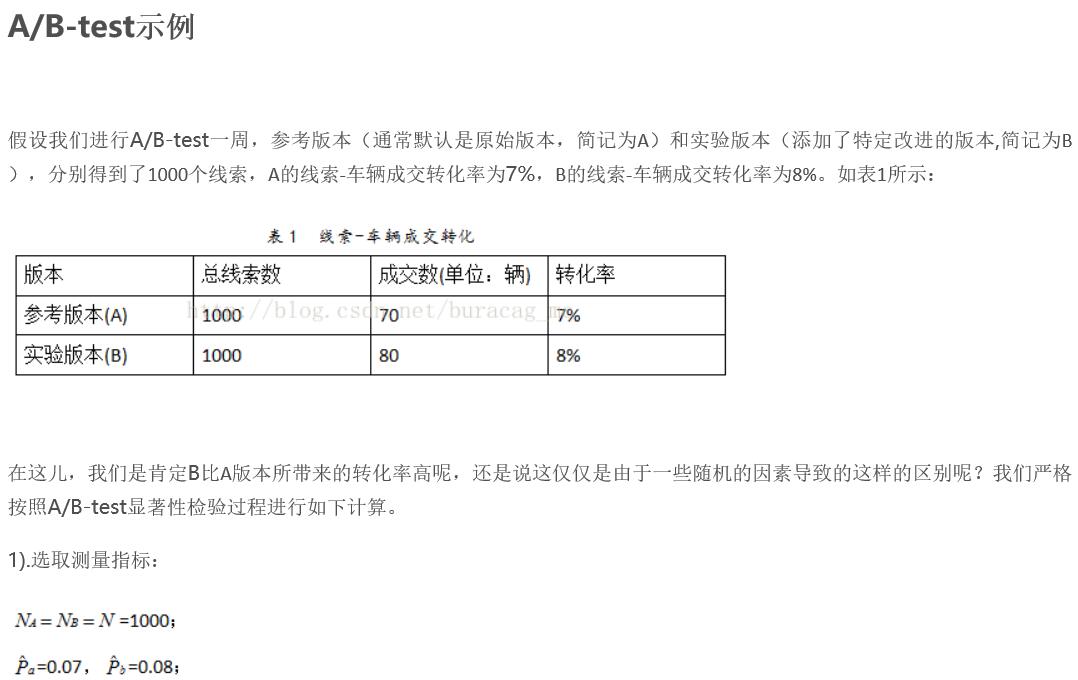 A/B-test示例
假设我们进行A/B-test一周，参考版本（通常默认是原始版本，简记为A）和实验版本（添加了特定改进的版本,简记为B
），分别得到了1000个线索，A的线索-车辆成交转化率为7%，B的线索-车辆成交转化率为8%。如表1所示：
表1 线索-车辆成交转化
版本 总线索数 成交数(单位：辆) 转化率
参考版本(A) 1000 70 7%
http://blog.csdn.net/buracag_mc
实验版本(B) 1000 80 8%
在这儿，我们是肯定B比A版本所带来的转化率高呢，还是说这仅仅是由于一些随机的因素导致的这样的区别呢？我们严格
按照A/B-test显著性检验过程进行如下计算。
1).选取测量指标：
N_A = N_B = N =1000；
P̂_a=0.07， P̂_b=0.08；